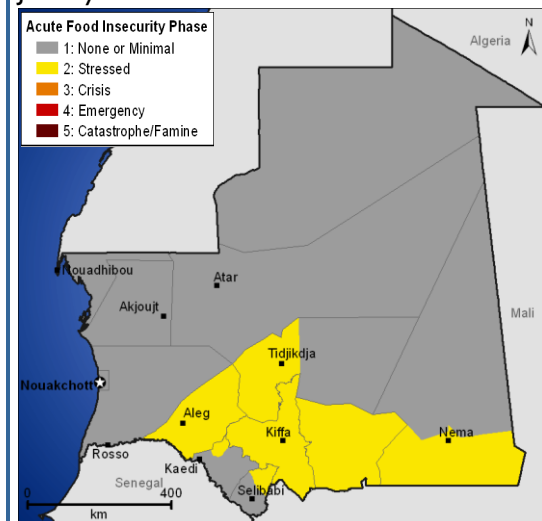 Acute Food Insecurity Phase
1: None or Minimal
2: Stressed
3: Crisis
4: Emergency
5: Catastrophe/Famine
N
Algeria
Nouadhibou
Atar
Akjoujt
Mali
Tidjikdja
Nouakchott
Aleg
Kiffa
Nema
Rosso
Kaedi
Senegal
Selibabi
0 400
km